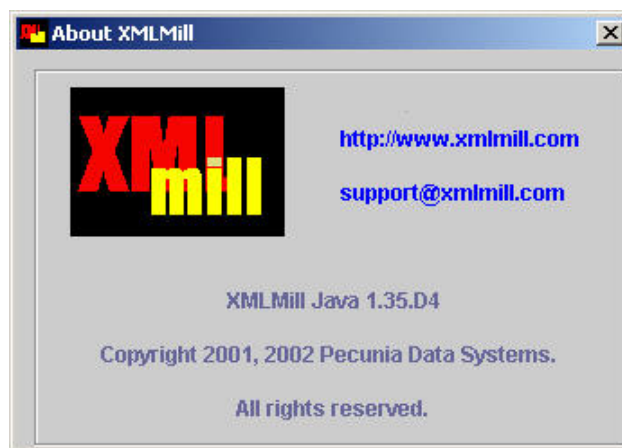 About XMLMill
XML
mill
http://www.xmlmill.com
support@xmlmill.com
XMLMill Java 1.35.D4
Copyright 2001, 2002 Pecunia Data Systems.
All rights reserved.